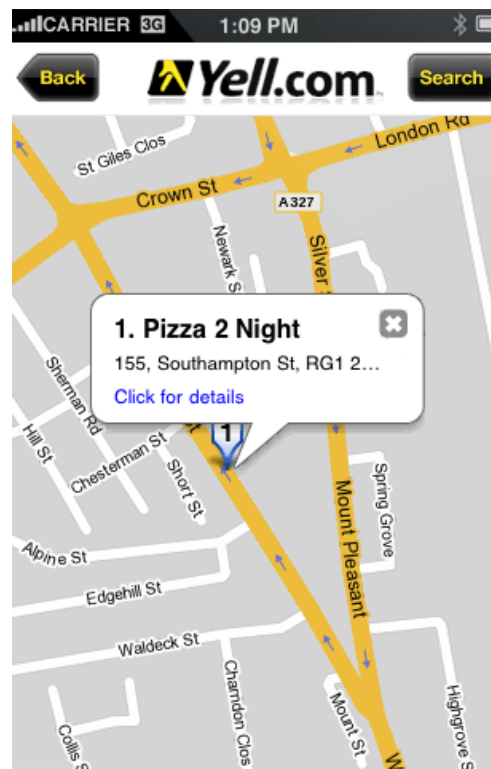 CARRIER 3G 1:09 PM
Back Yell.com Search
St Giles Clos
London Rd
Crown St
A327
Newark S
Silver S
1. Pizza 2 Night
155, Southampton St, RG1 2...
Click for details
Sherman Rd
Hill St
st
1
Chesterman St
Short St
Spring Grove
Mount Pleasant
Alpine St
Edgehill St
Waldeck St
Charndon Clos
Mount St
Highgrove S
Collis S
W